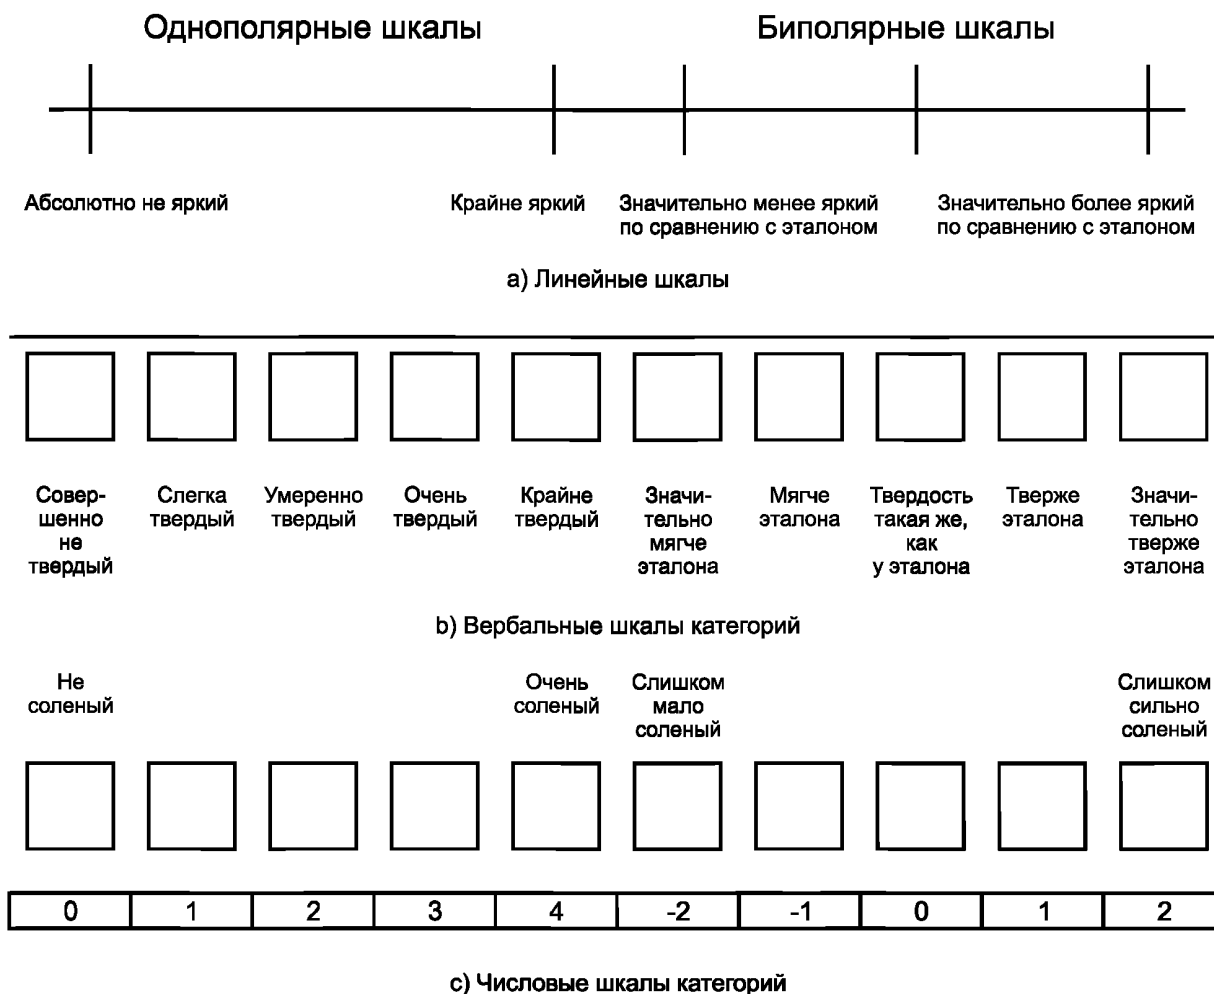 Однополярные шкалы
Биполярные шкалы
Абсолютно не яркий
Крайне яркий
Значительно менее яркий
по сравнению с эталоном
Значительно более яркий
по сравнению с эталоном
а) Линейные шкалы
Совер-
шенно
не
твердый
Слегка
твердый
Умеренно
твердый
Очень
твердый
Крайне
твердый
Значи-
тельно
мягче
эталона
Мягче
эталона
Твердость
такая же,
как
у эталона
Тверже
эталона
Значи-
тельно
тверже
эталона
b) Вербальные шкалы категорий
Не
соленый
Очень
соленый
Слишком
мало
соленый
Слишком
сильно
соленый
0 1 2 3 4 -2 -1 0 1 2
с) Числовые шкалы категорий